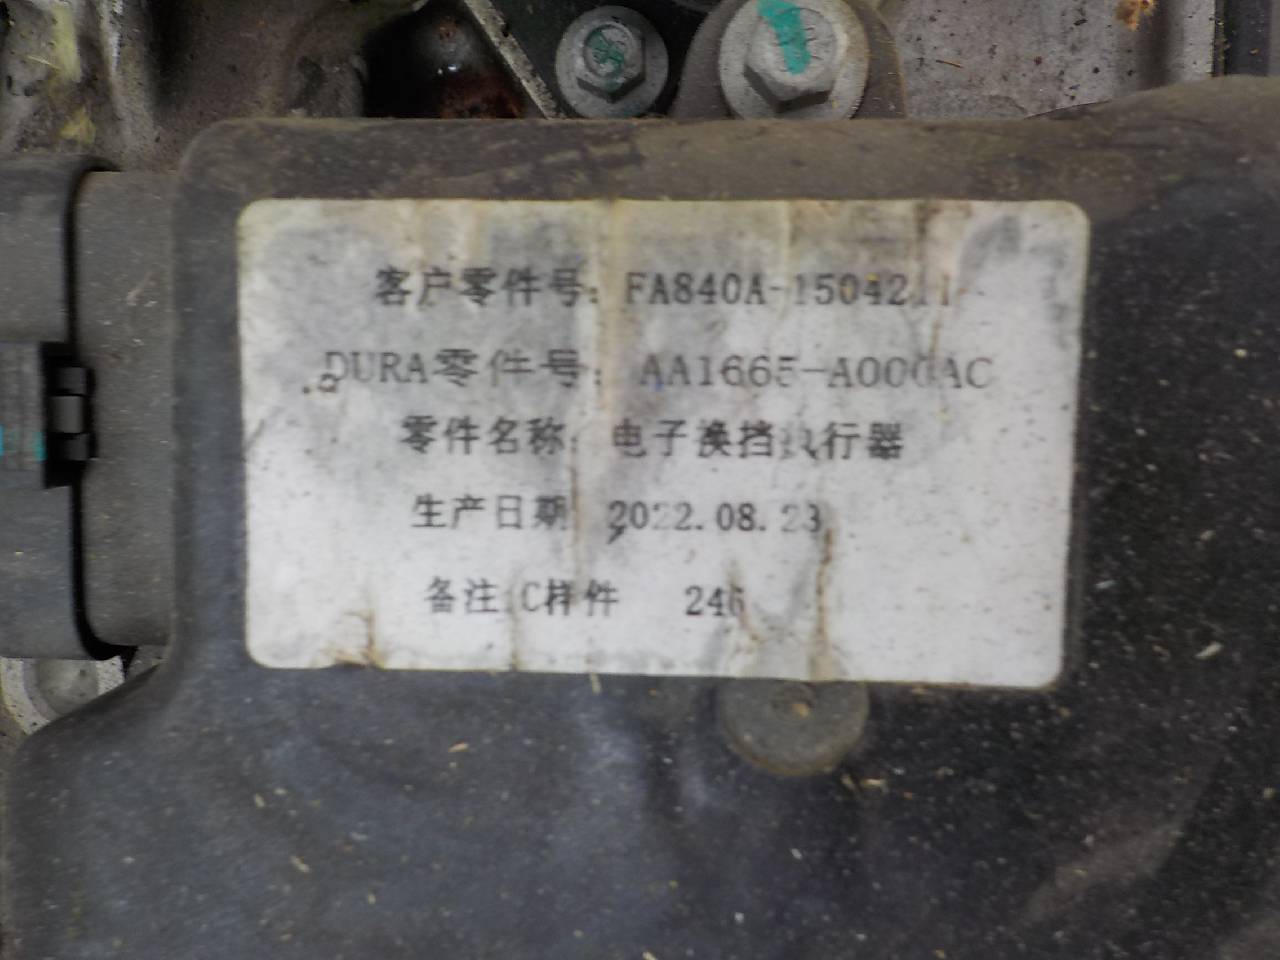 客户零件号：FA840A-1504211
DURA零件号：AA1665-A000AC
零件名称：电子换挡执行器
生产日期 2022.08.23
备注 C样件 246